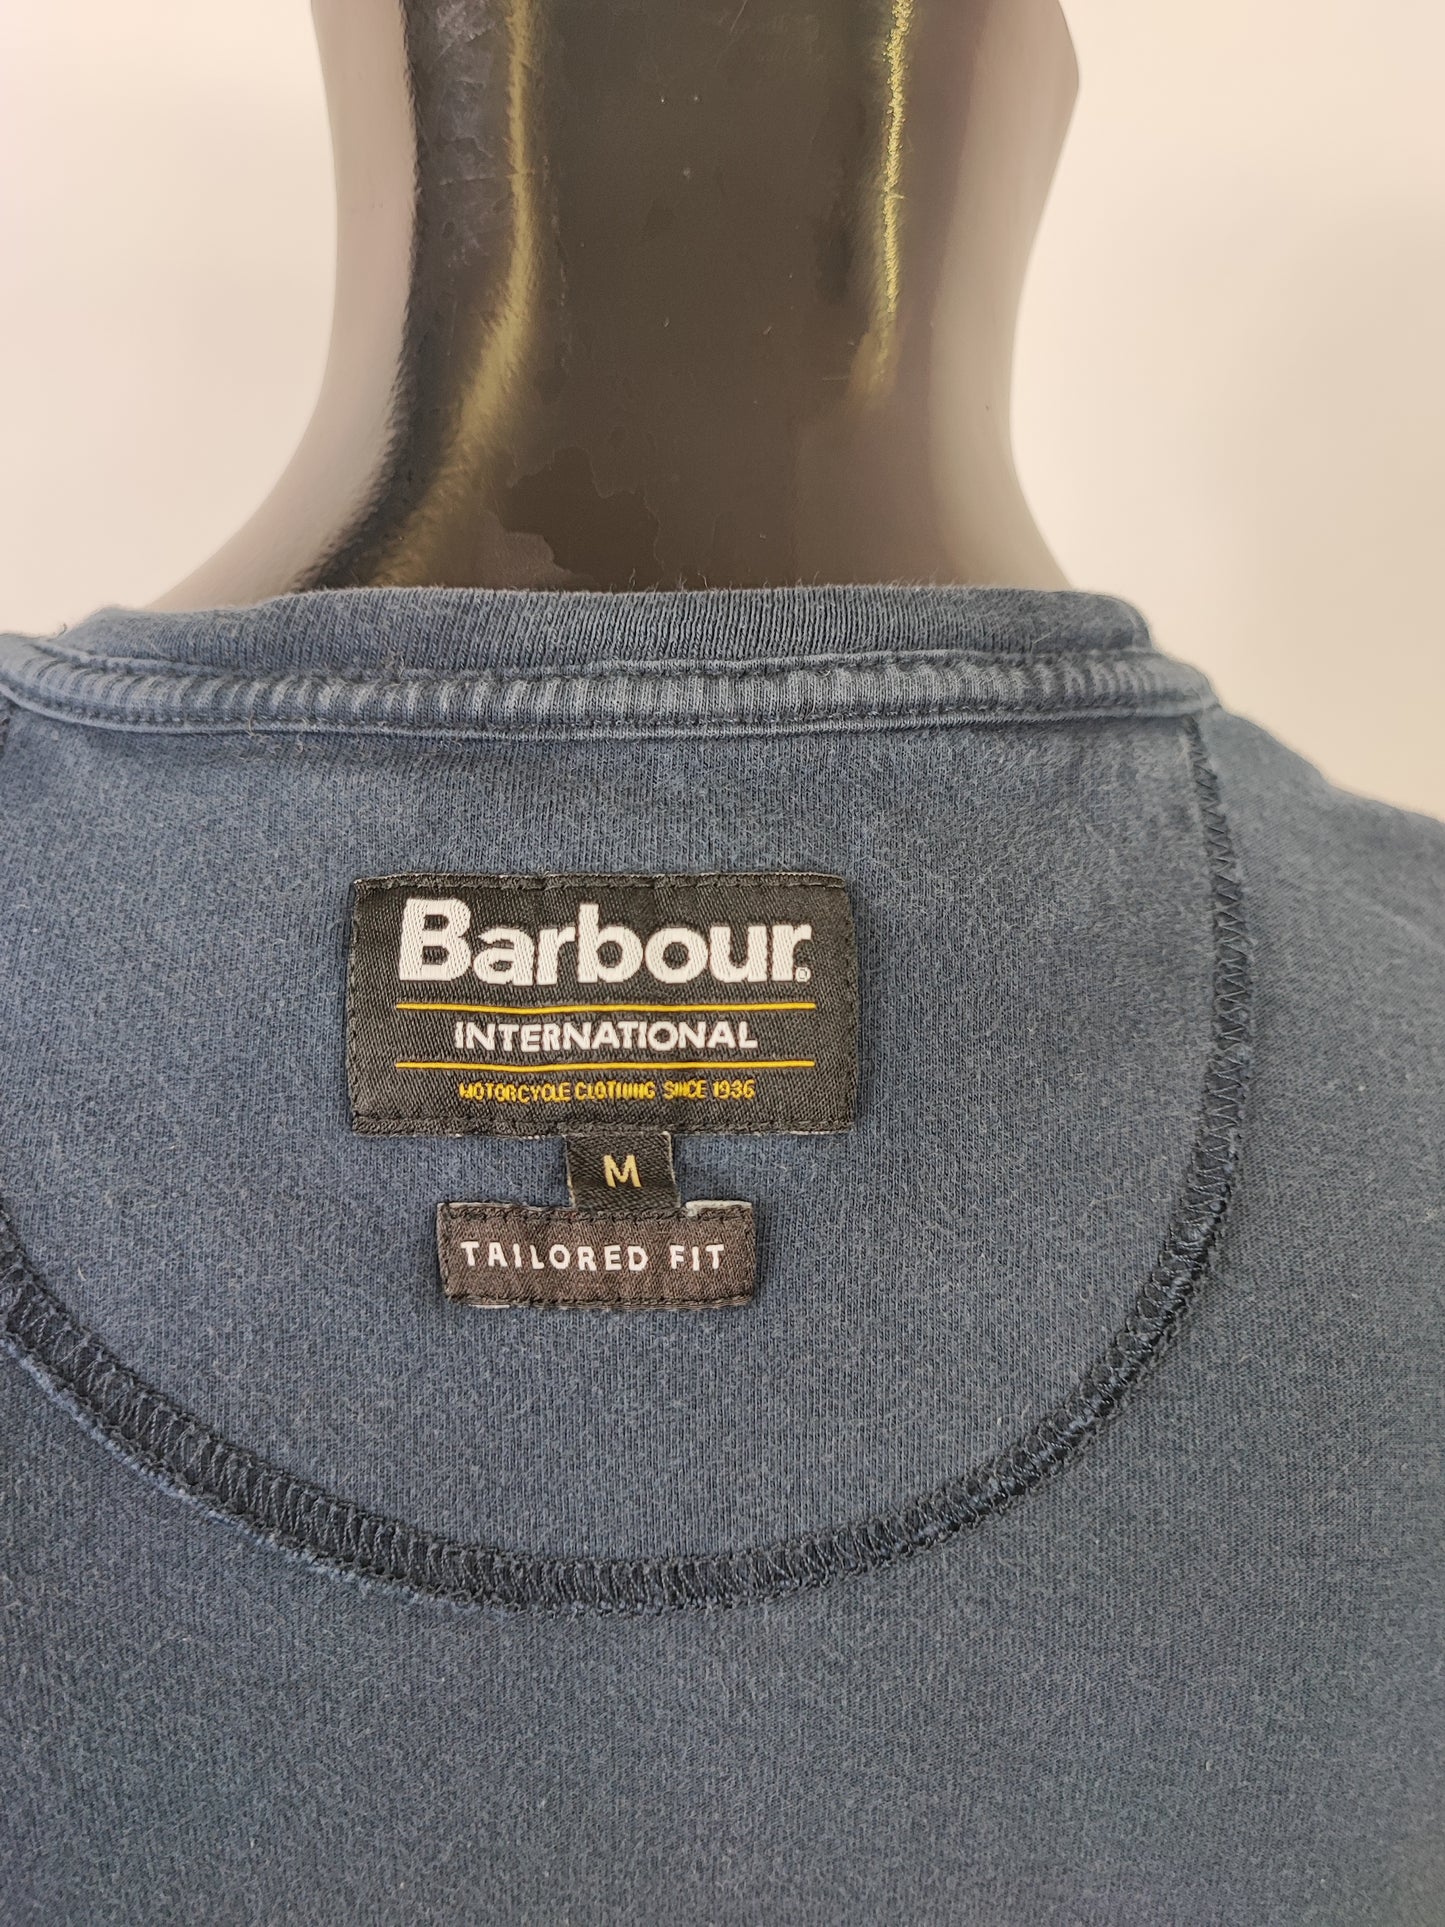 Barbour®
INTERNATIONAL
MOTORCYCLE CLOTHING SINCE 1936
M
TAILORED FIT